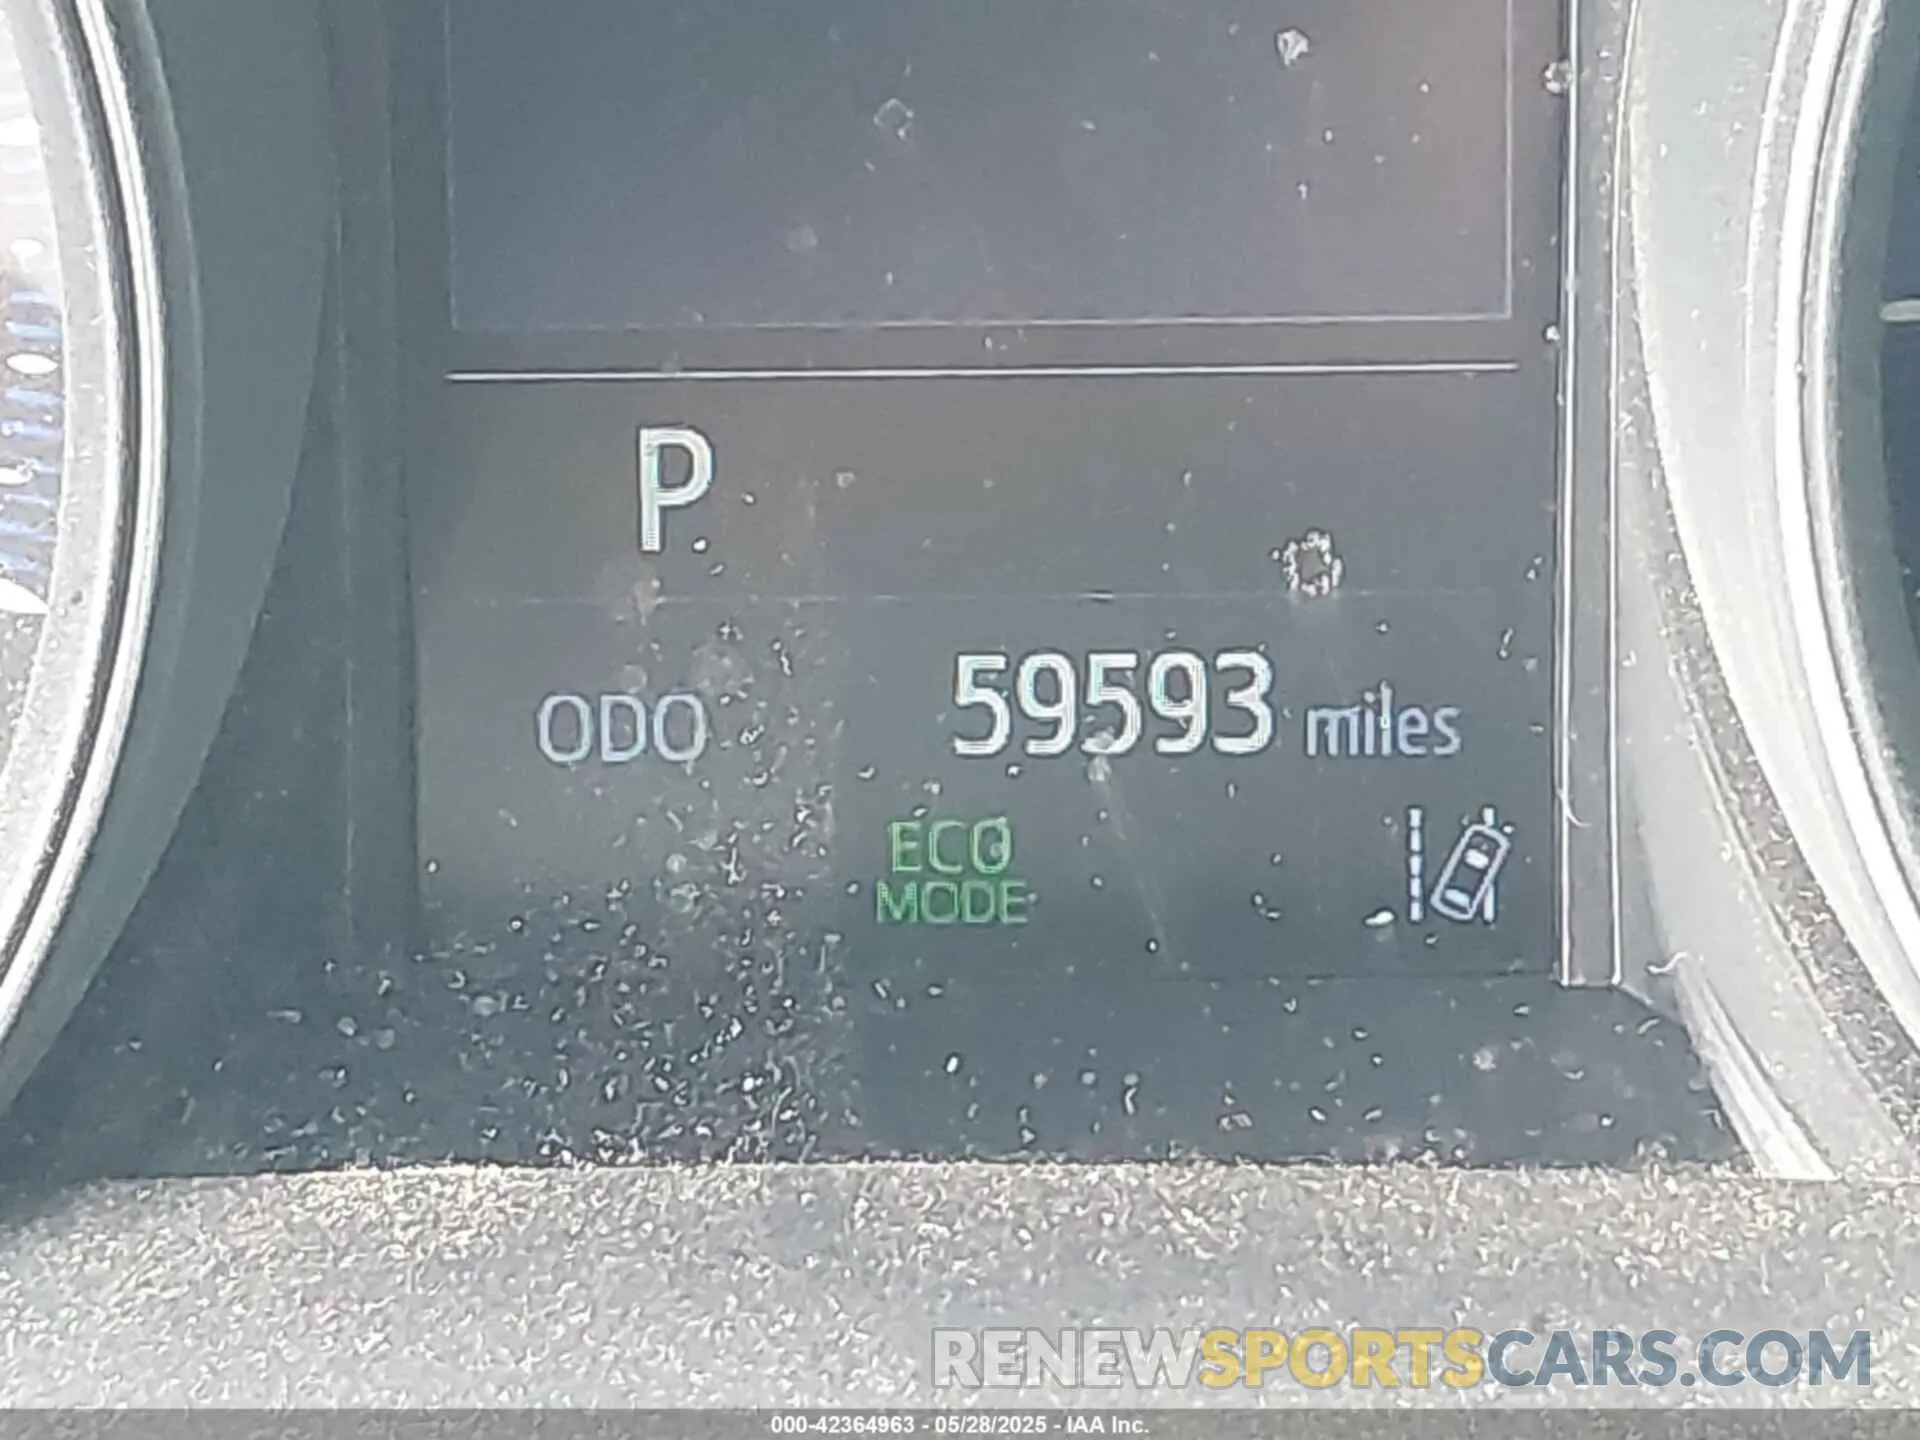 P
ODO 59593 miles
ECO
MODE
RENEWSPORTSCARS.COM
000-42364963 - 05/28/2025 - IAA Inc.